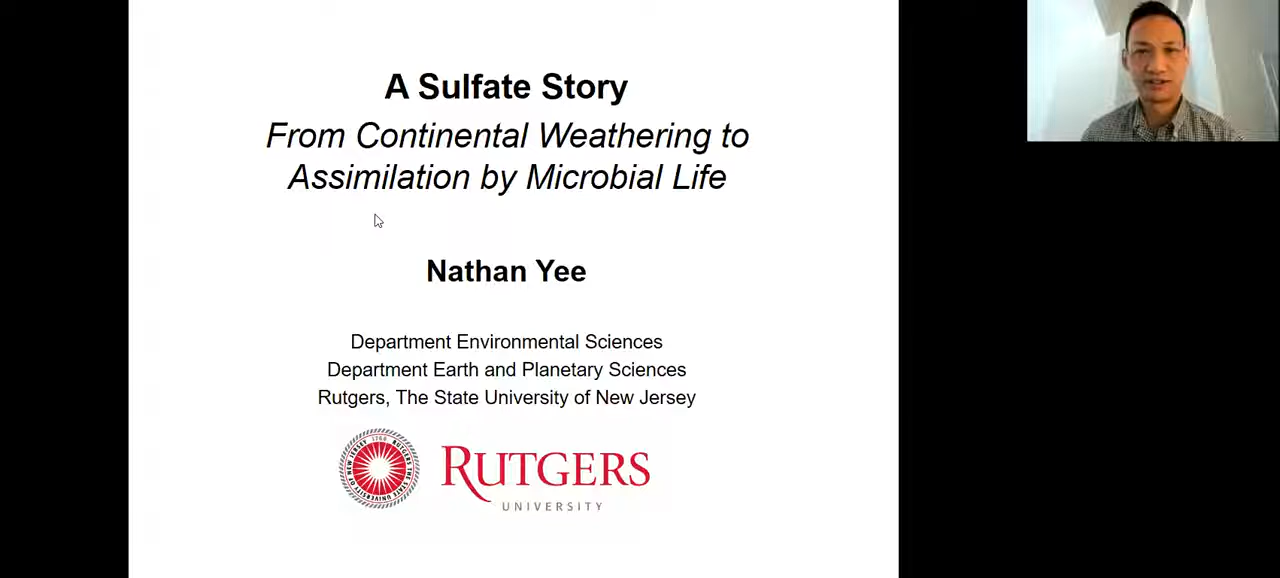 A Sulfate Story
From Continental Weathering to
Assimilation by Microbial Life
Nathan Yee
Department Environmental Sciences
Department Earth and Planetary Sciences
Rutgers, The State University of New Jersey
RUTGERS
UNIVERSITY